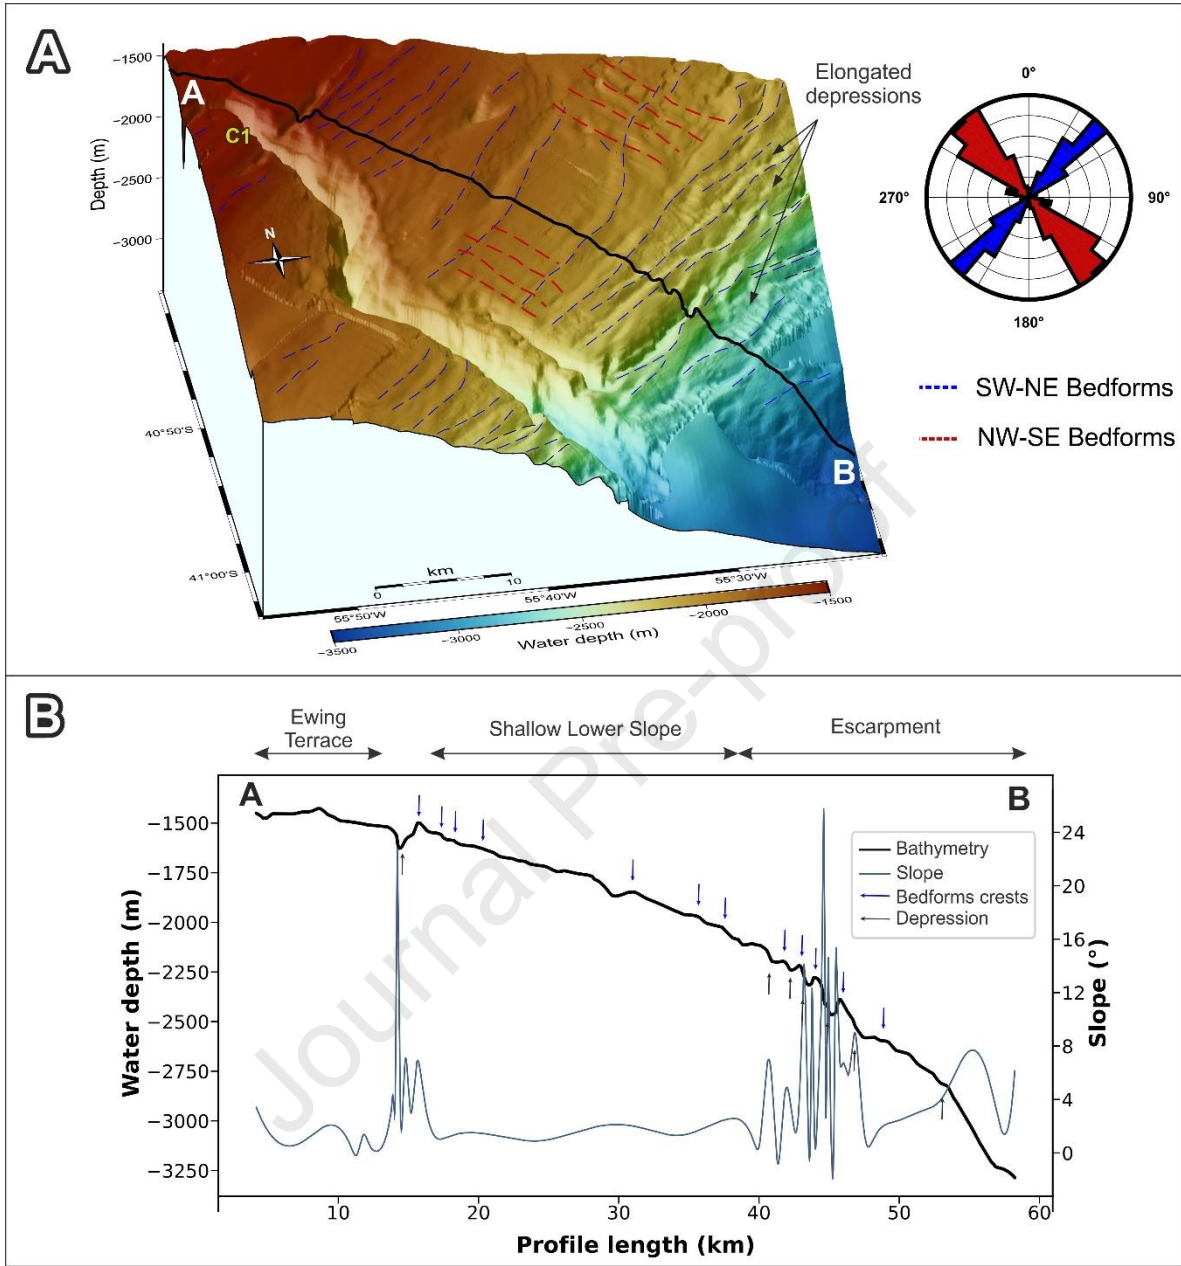 A
−1500
−2000
−2500
−3000
Depth (m)
A
C1
N
B
Elongated
depressions
0°
90°
180°
270°
SW-NE Bedforms
NW-SE Bedforms
40°50'S
41°00'S
km
0
10
55°50'W
55°40'W
55°30'W
−3500
−3000
−2500
−2000
−1500
Water depth (m)
Journal Pre-proof
B
Ewing
Terrace
Shallow Lower Slope
Escarpment
A
B
Bathymetry
Slope
Bedforms crests
Depression
−1500
−1750
−2000
−2250
−2500
−2750
−3000
−3250
Water depth (m)
24
20
16
12
8
4
0
Slope (°)
10
20
30
40
50
60
Profile length (km)